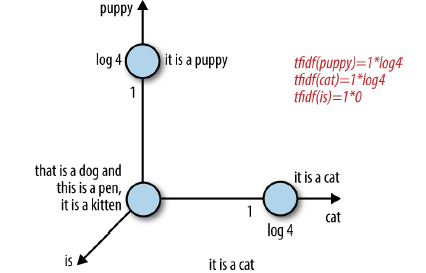 puppy
log 4
it is a puppy
tfidf(puppy)=1*log4
tfidf(cat)=1*log4
tfidf(is)=1*0
1
that is a dog and
this is a pen,
it is a kitten
it is a cat
1
cat
log 4
is
it is a cat